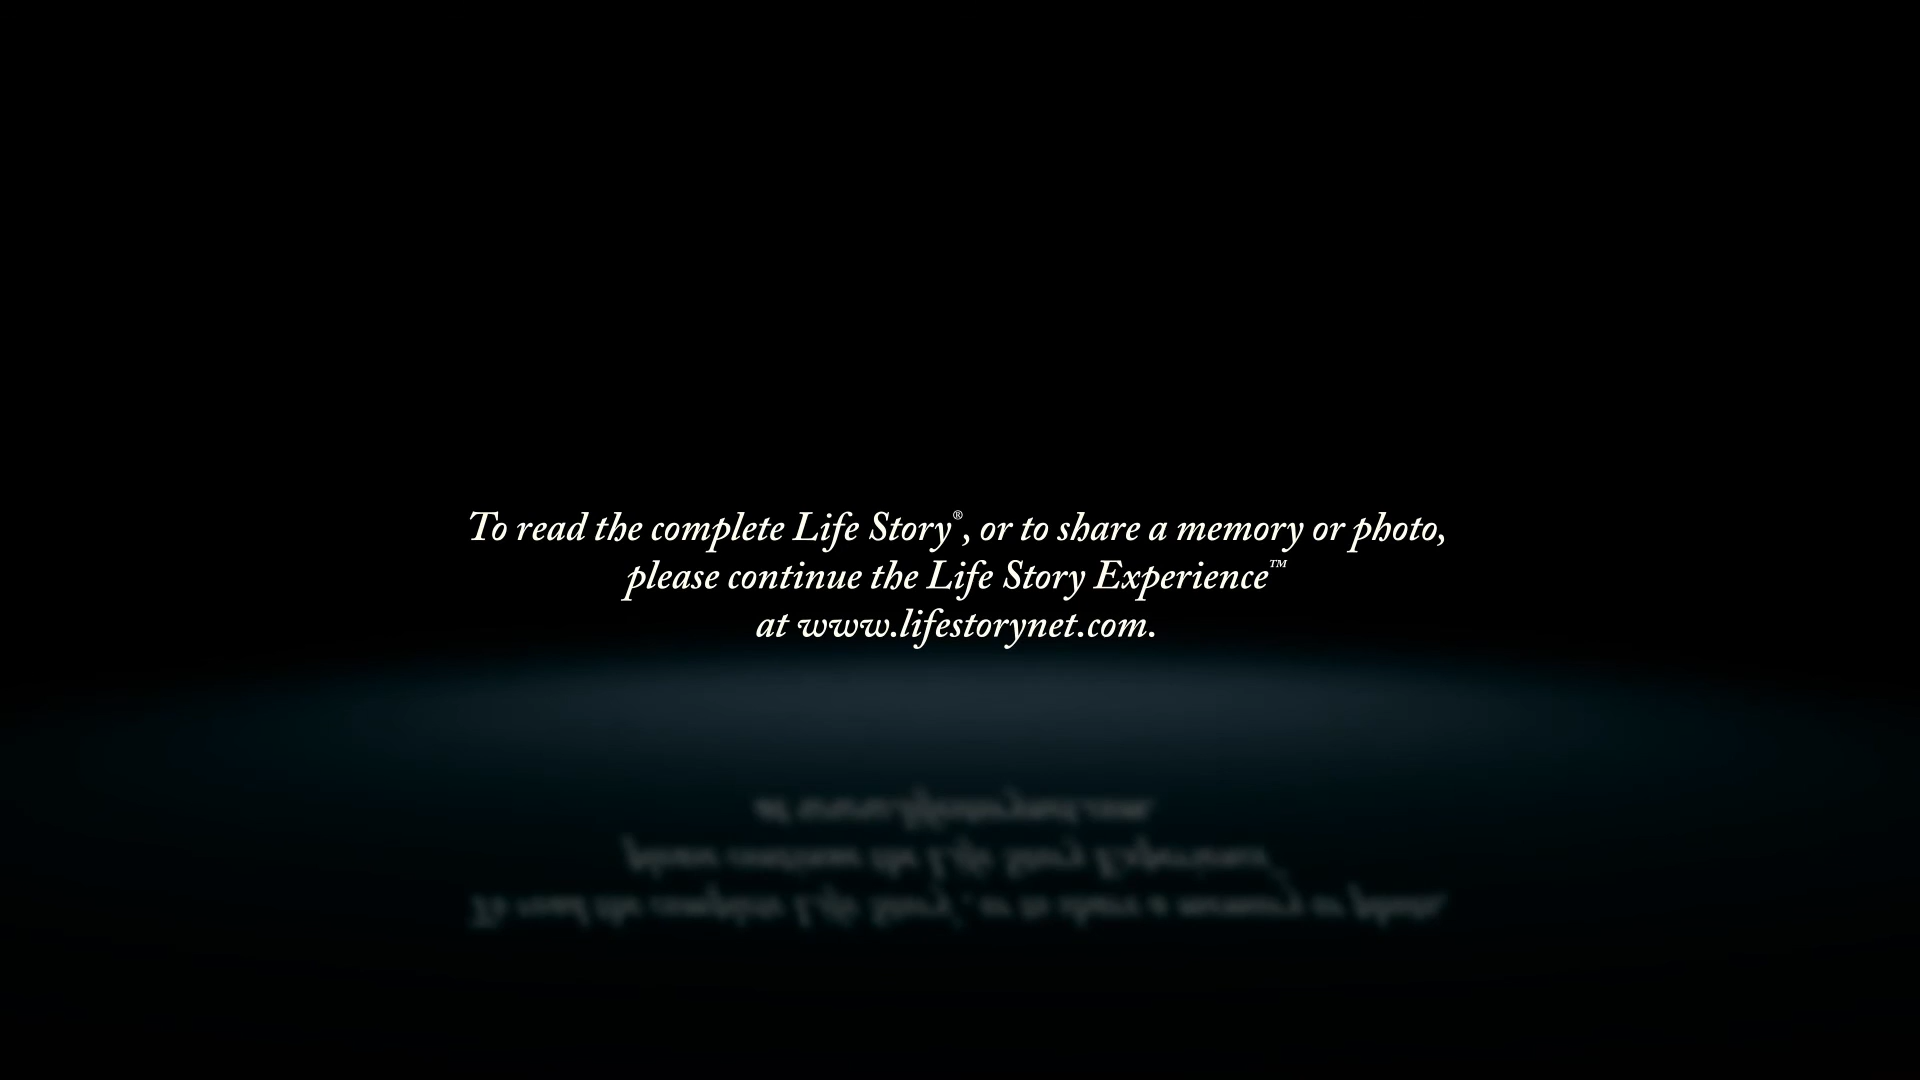 To read the complete Life Story®, or to share a memory or photo,
please continue the Life Story Experience™
at www.lifestorynet.com.